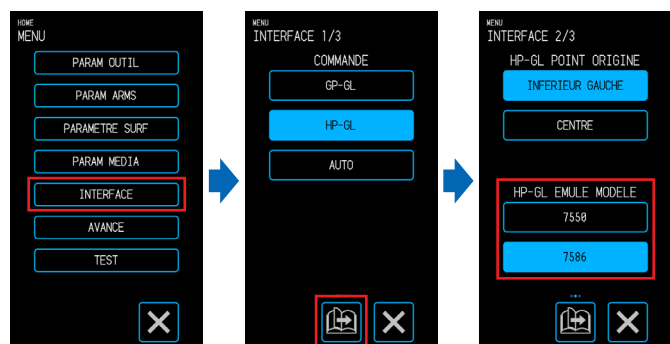 HOME
MENU
PARAM OUTIL
PARAM ARMS
PARAMETRE SURF
PARAM MEDIA
INTERFACE
AVANCE
TEST
MENU
INTERFACE 1/3
COMMANDE
GP-GL
HP-GL
AUTO
MENU
INTERFACE 2/3
HP-GL POINT ORIGINE
INFERIEUR GAUCHE
CENTRE
HP-GL EMULE MODELE
7550
7586